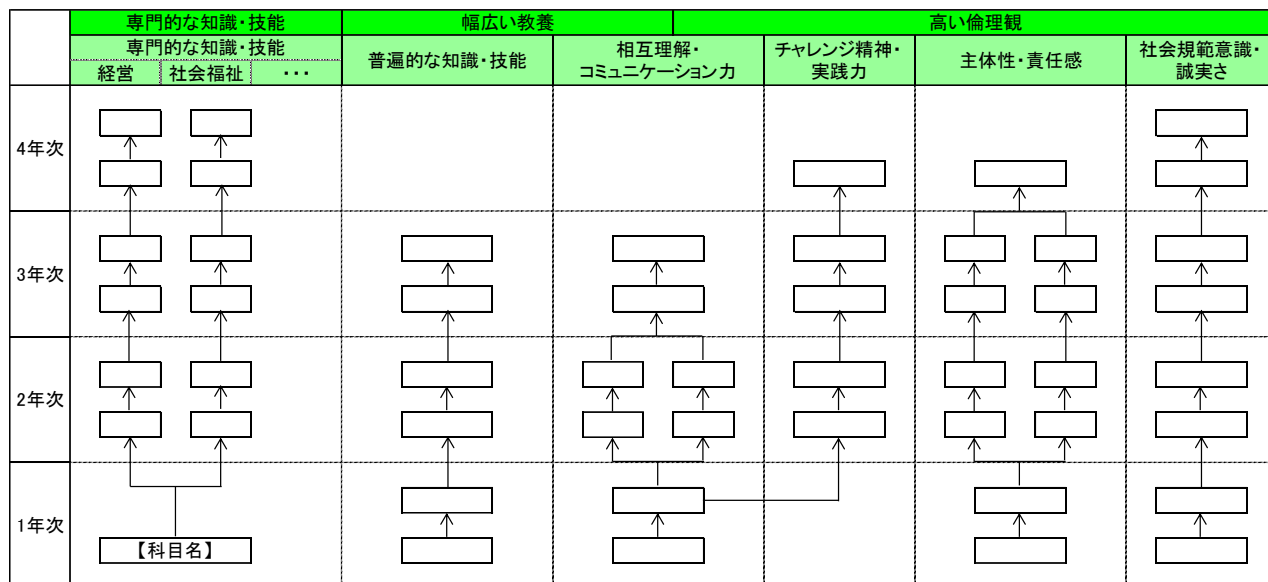 専門的な知識・技能
幅広い教養
高い倫理観
専門的な知識・技能
普遍的な知識・技能
相互理解・
コミュニケーション力
チャレンジ精神・
実践力
主体性・責任感
社会規範意識・
誠実さ
経営
社会福祉
・・・
4年次
3年次
2年次
1年次
【科目名】